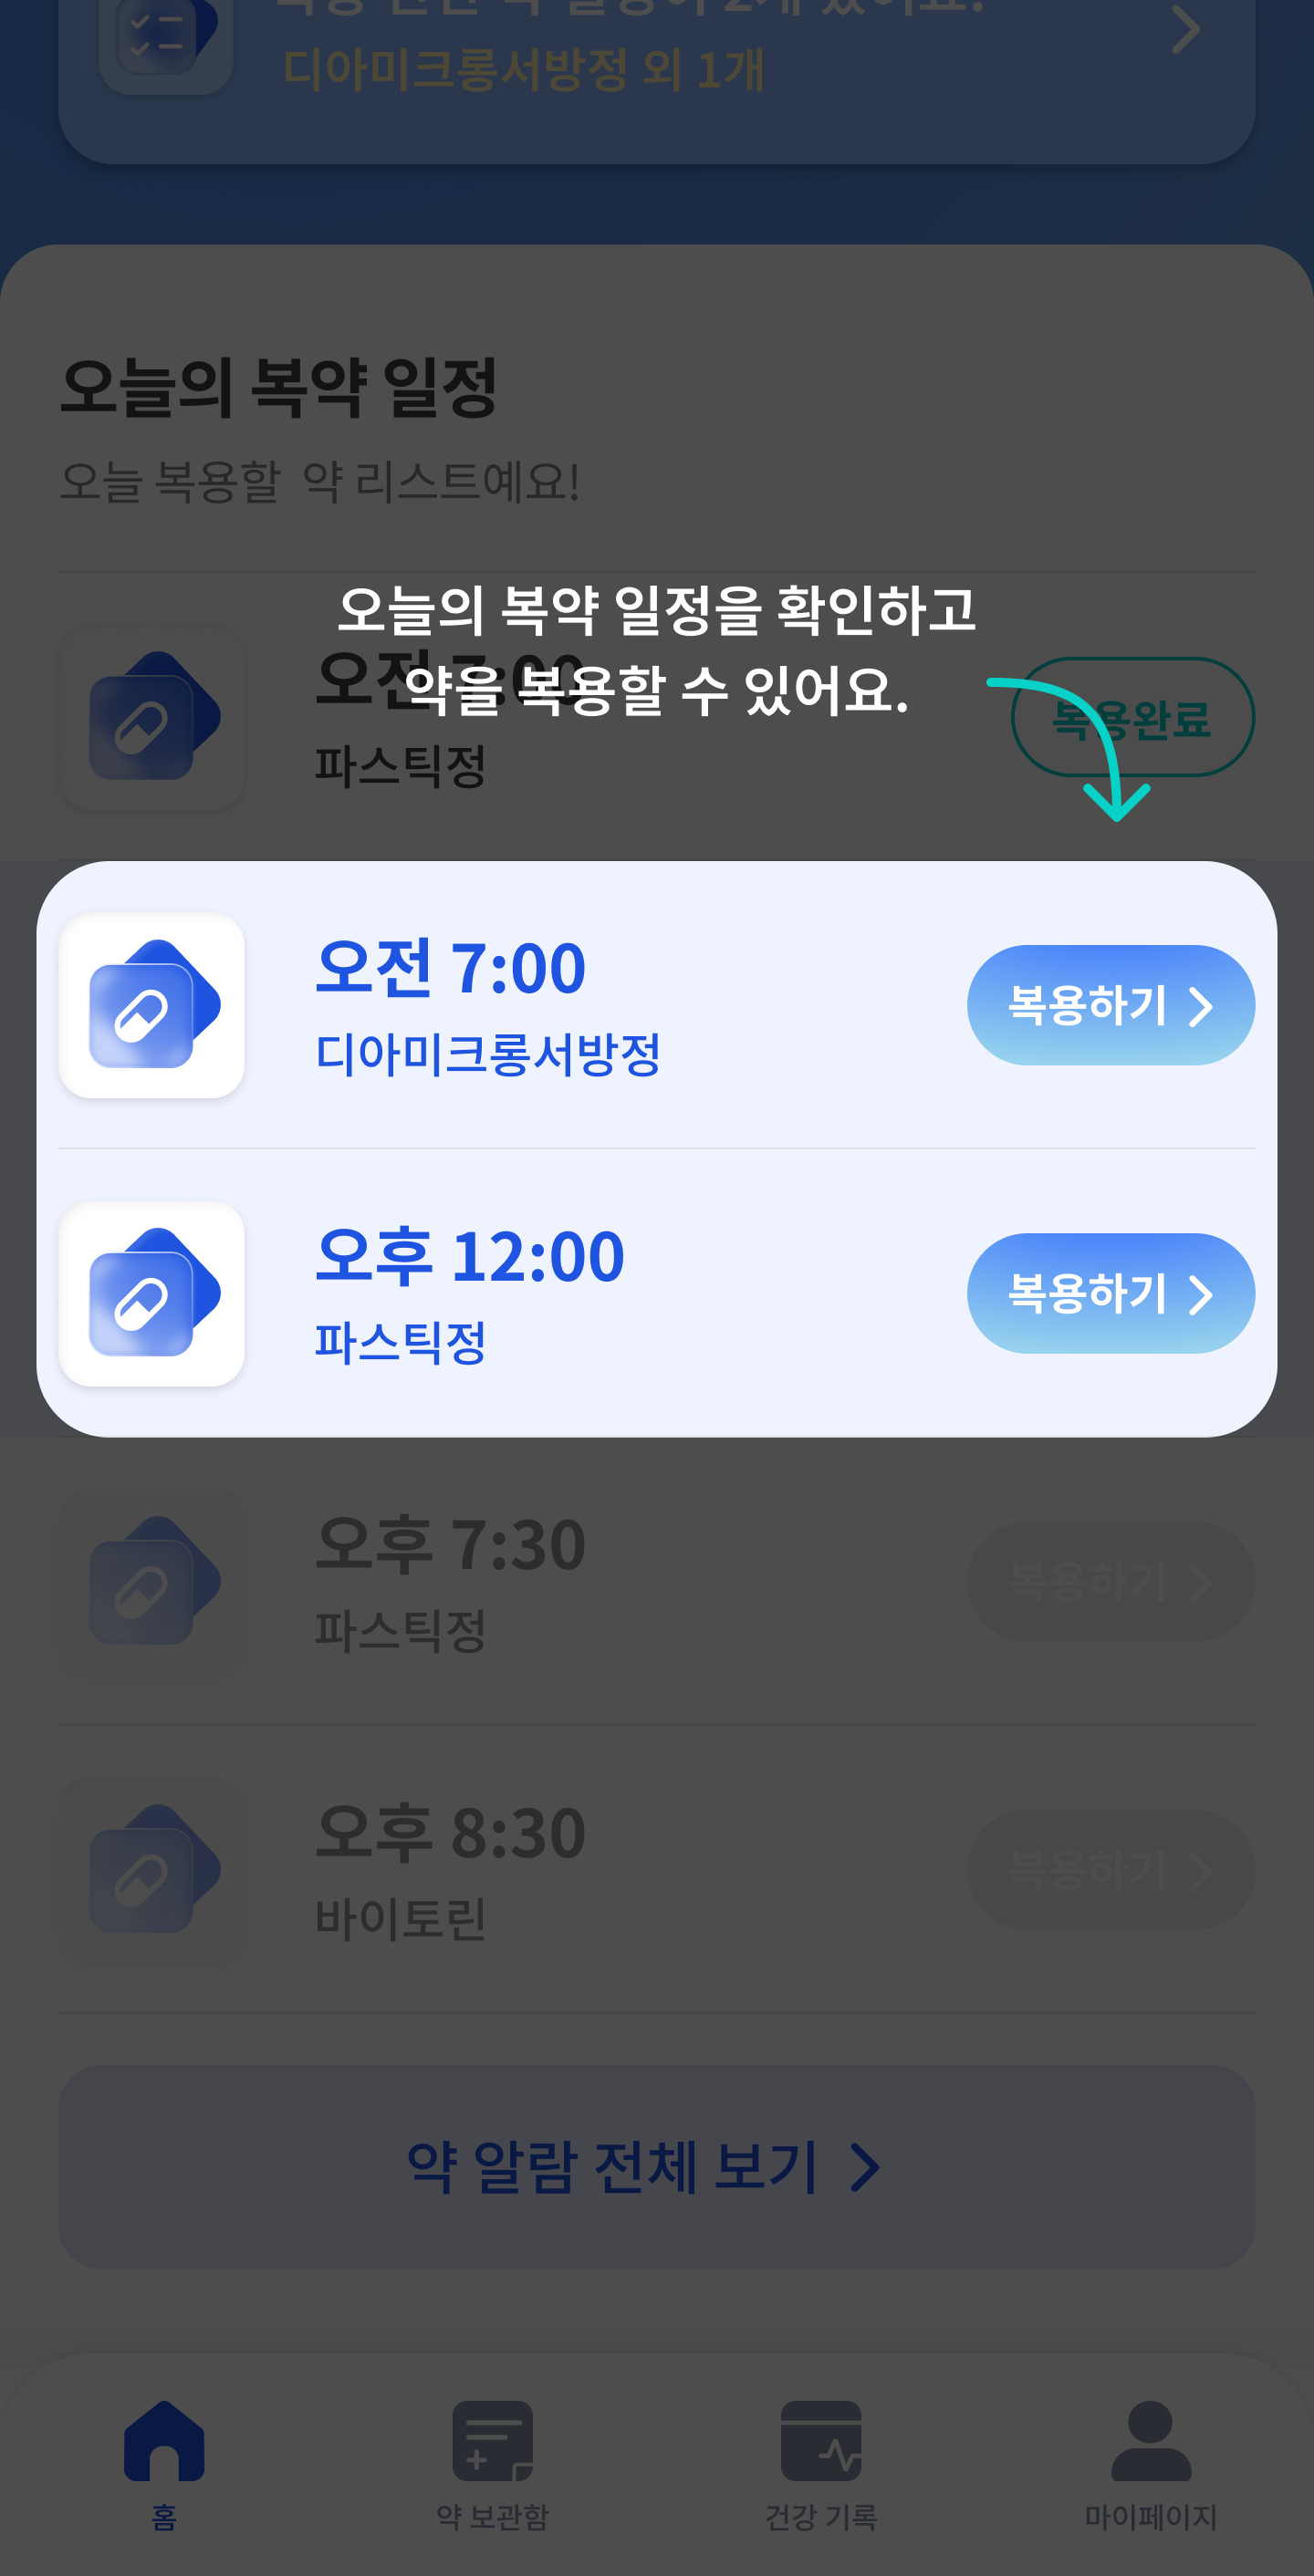 디아미크롱서방정 외 1개
오늘의 복약 일정
오늘 복용할 약 리스트예요!
오늘의 복약 일정을 확인하고
약을 복용할 수 있어요.
오전 7:00
파스틱정
복용완료
오전 7:00
디아미크롱서방정
복용하기
오후 12:00
파스틱정
복용하기
오후 7:30
파스틱정
복용하기
오후 8:30
바이토린
복용하기
약 알람 전체 보기
홈
약 보관함
건강 기록
마이페이지